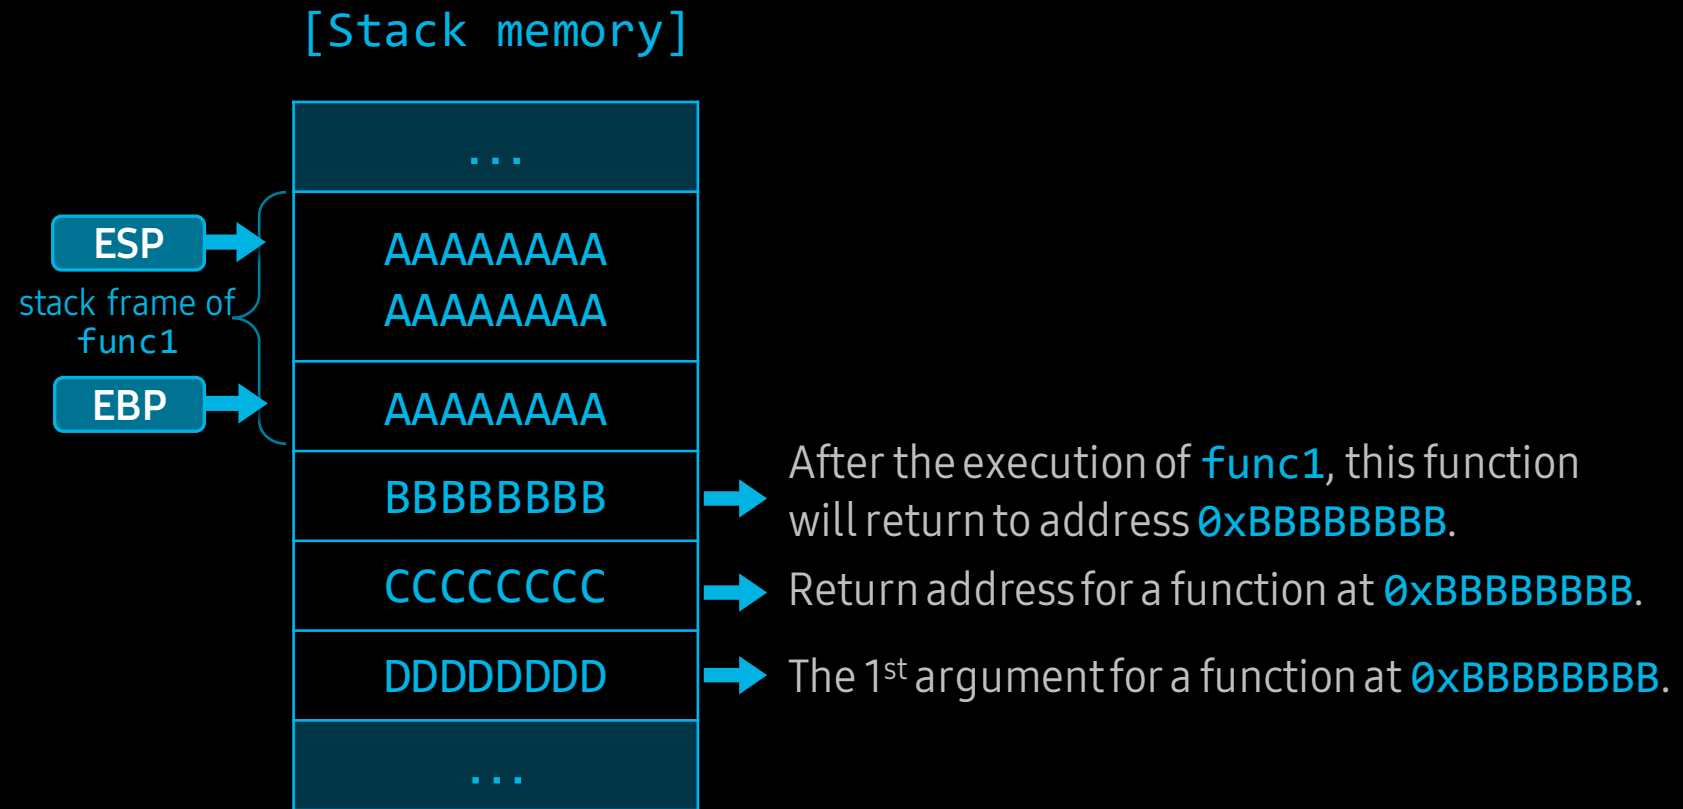 [Stack memory]
...
ESP
AAAAAAAA
AAAAAAAA
stack frame of
func1
EBP
AAAAAAAA
BBBBBBBB
After the execution of func1, this function
will return to address 0xBBBBBBBB.
CCCCCCCC
Return address for a function at 0xBBBBBBBB.
DDDDDDDD
The 1st argument for a function at 0xBBBBBBBB.
...